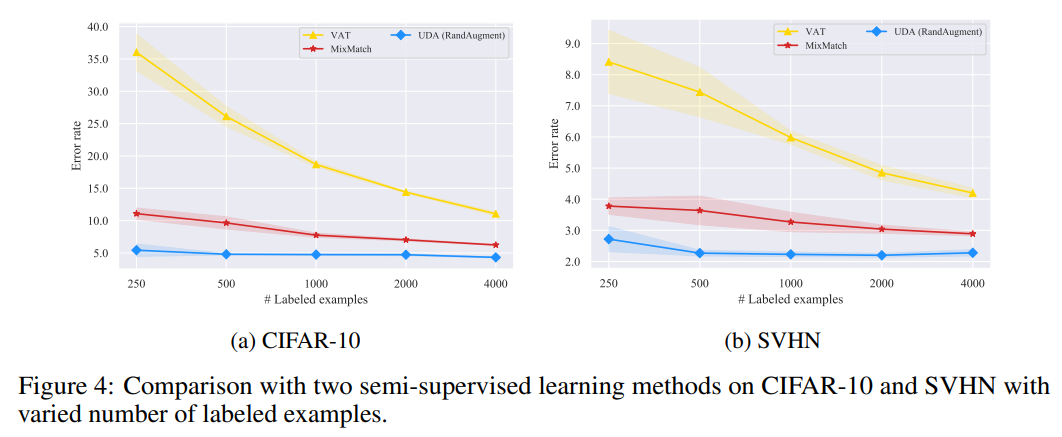 40.0
35.0
30.0
25.0
20.0
15.0
10.0
5.0
Error rate
VAT
MixMatch
UDA (RandAugment)
250 500 1000 2000 4000
# Labeled examples
(a) CIFAR-10
9.0
8.0
7.0
6.0
5.0
4.0
3.0
2.0
Error rate
VAT
MixMatch
UDA (RandAugment)
250 500 1000 2000 4000
# Labeled examples
(b) SVHN
Figure 4: Comparison with two semi-supervised learning methods on CIFAR-10 and SVHN with
varied number of labeled examples.